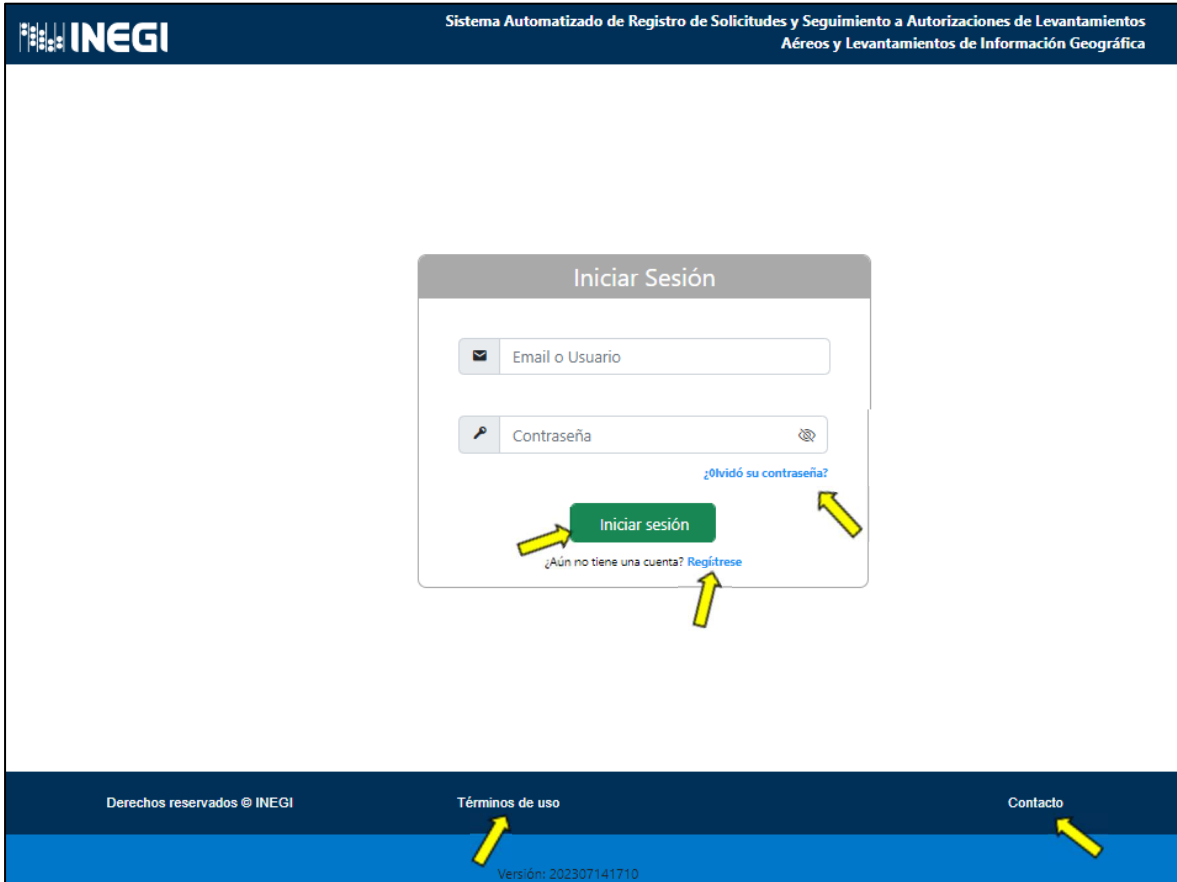 INEGI
Sistema Automatizado de Registro de Solicitudes y Seguimiento a Autorizaciones de Levantamientos
Aéreos y Levantamientos de Información Geográfica
Iniciar Sesión
Email o Usuario
Contraseña
¿Olvidó su contraseña?
Iniciar sesión
¿Aún no tiene una cuenta? Regítrese
Derechos reservados © INEGI
Términos de uso
Contacto
Versión: 202307141710